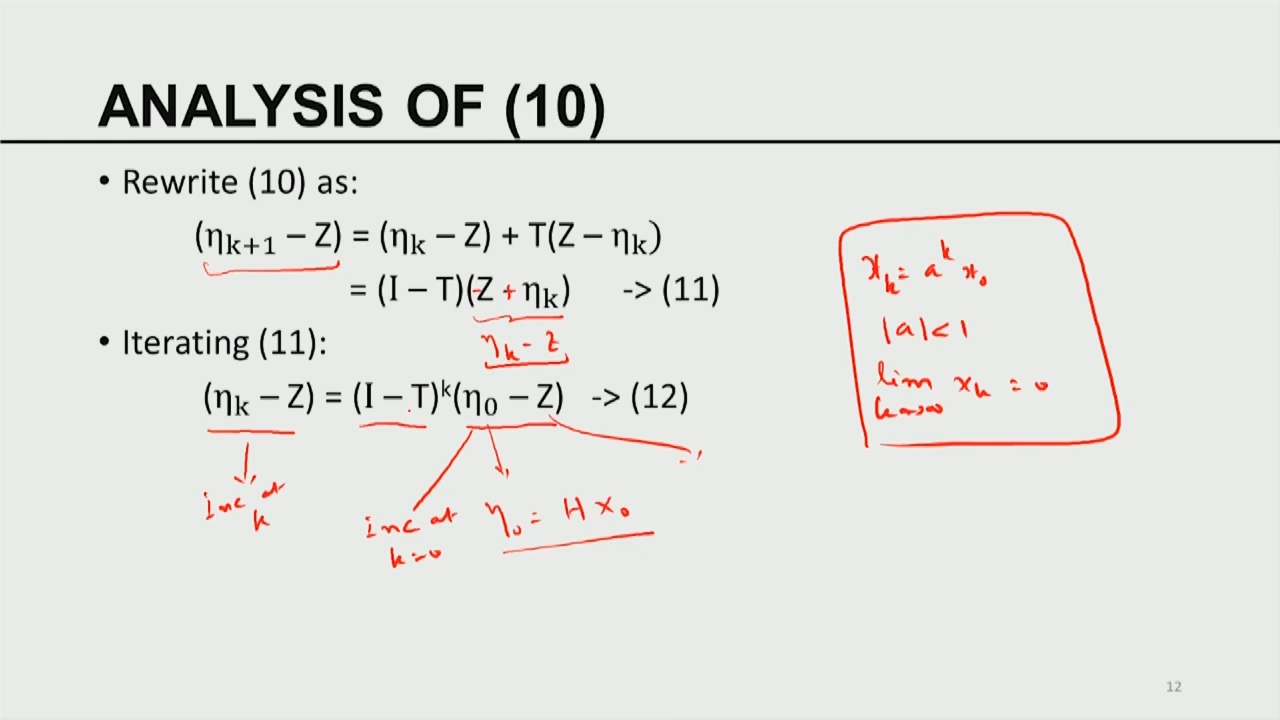 ANALYSIS OF (10)
• Rewrite (10) as:
(ηk+1 − Z) = (ηk − Z) + T(Z − ηk)
= (I − T)(-Z + ηk) -> (11)
ηk - Z
• Iterating (11):
(ηk − Z) = (I − T)^k(η0 − Z) -> (12)
inc at
k
inc at
k=0
η0 = H x0
xk = a^k x0
|a| < 1
lim xk = 0
k→∞
12